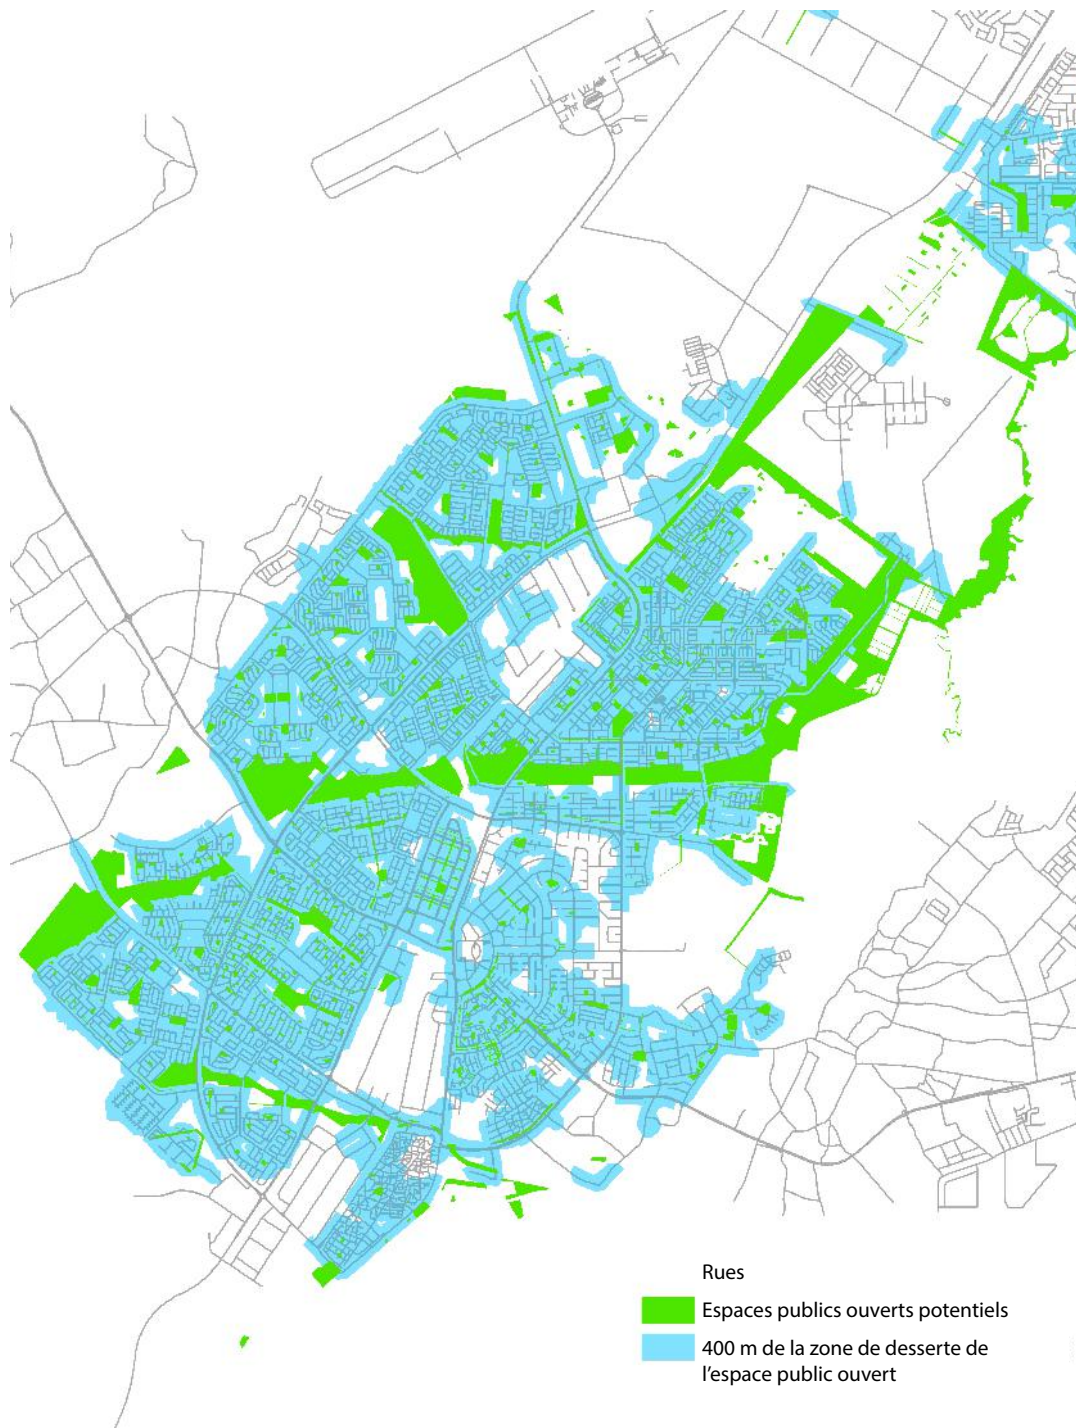 Rues
Espaces publics ouverts potentiels
400 m de la zone de desserte de
l’espace public ouvert